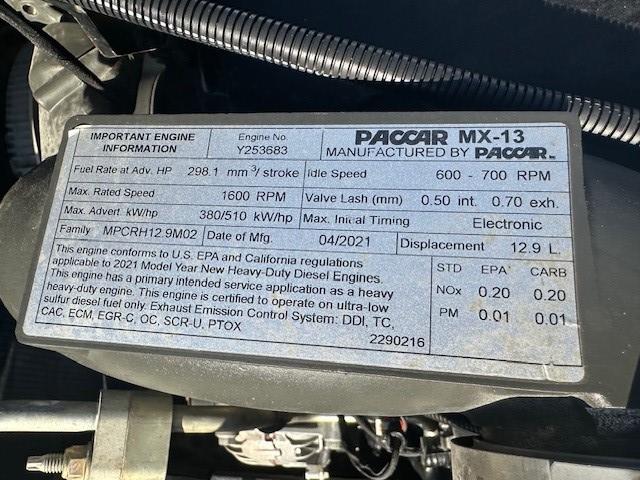 IMPORTANT ENGINE INFORMATION
Engine No.
Y253683
PACCAR MX-13
MANUFACTURED BY PACCAR INC
Fuel Rate at Adv. HP 298.1 mm³/stroke
Idle Speed 600 - 700 RPM
Max. Rated Speed 1600 RPM
Valve Lash (mm) 0.50 int. 0.70 exh.
Max. Advert. kW/hp 380/510 kW/hp
Max. Initial Timing Electronic
Family MPCRH12.9M02
Date of Mfg. 04/2021
Displacement 12.9 L.
This engine conforms to U.S. EPA and California regulations
applicable to 2021 Model Year New Heavy-Duty Diesel Engines.
This engine has a primary intended service application as a heavy
heavy-duty engine. This engine is certified to operate on ultra-low
sulfur diesel fuel only. Exhaust Emission Control System: DDI, TC,
CAC, ECM, EGR-C, OC, SCR-U, PTOX
2290216
STD EPA CARB
NOx 0.20 0.20
PM 0.01 0.01